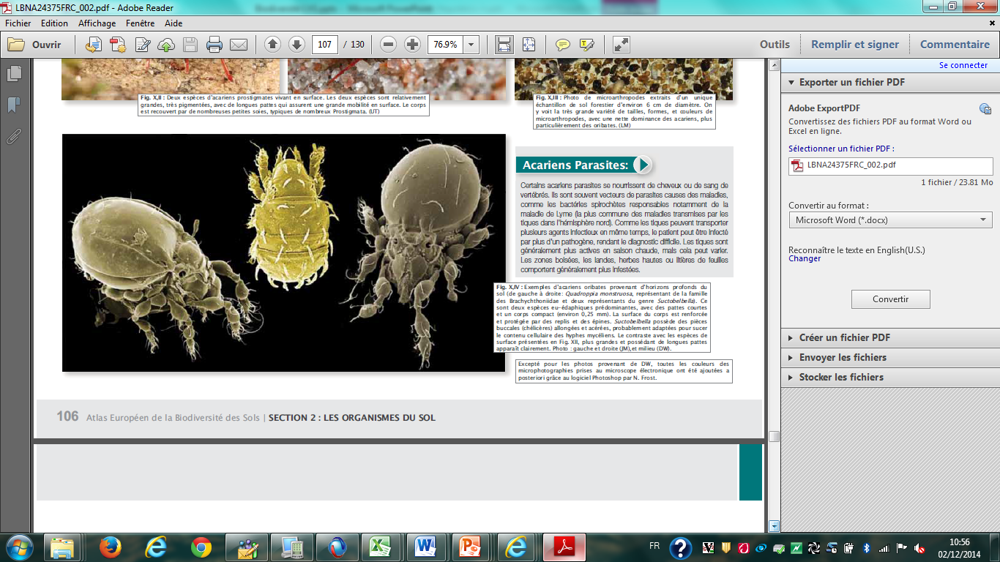 LBNA24375FRC_002.pdf - Adobe Reader
Fichier Edition Affichage Fenêtre Aide
Ouvrir
107 / 130
76.9%
Outils
Remplir et signer
Commentaire
Fig. X,II : Deux espèces d'acariens prostigmates vivant en surface. Les deux espèces sont relativement
grandes, très pigmentées, avec de longues pattes qui assurent une grande mobilité en surface. Le corps
est recouvert par de nombreuses petites soies, typiques de nombreux Prostigmata. (UT)
Fig. X,III : Photo de microarthropodes extraits d'un unique
échantillon de sol forestier d'environ 6 cm de diamètre. On
y voit la très grande variété de tailles, formes, et couleurs de
microarthropodes, avec une nette dominance des acariens, plus
particulièrement des oribates. (LM)
Acariens Parasites:
Certains acariens parasites se nourrissent de cheveux ou de sang de
vertébrés. Ils sont souvent vecteurs de parasites causes des maladies,
comme les bactéries spirochètes responsables notamment de la
maladie de Lyme (la plus commune des maladies transmises par les
tiques dans l'hémisphère nord). Comme les tiques peuvent transporter
plusieurs agents infectieux en même temps, le patient peut être infecté
par plus d'un pathogène, rendant le diagnostic difficile. Les tiques sont
généralement plus actives en saison chaude, mais cela peut varier.
Les zones boisées, les landes, herbes hautes ou litières de feuilles
comportent généralement plus infestées.
Fig. X,IV : Exemples d'acariens oribates provenant d'horizons profonds du
sol (de gauche à droite: Quadroppia monstruosa, représentant de la famille
des Brachychthoniidae et deux représentants du genre Suctobelbella). Ce
sont deux espèces eu-édaphiques prédominantes, avec des pattes courtes
et un corps compact (environ 0,25 mm). La surface du corps est renforcée
et protégée par des replis et des épines. Suctobelbella possède des pièces
buccales (chélicères) allongées et acérées, probablement adaptées pour sucer
le contenu cellulaire des hyphes mycéliens. Le contraste avec les espèces de
surface présentées en Fig. XII, plus grandes et possédant de longues pattes
apparaît clairement. Photo : gauche et droite (JM),et milieu (DW).
Excepté pour les photos provenant de DW, toutes les couleurs des
microphotographies prises au microscope électronique ont été ajoutées a
posteriori grâce au logiciel Photoshop par N. Frost.
106 Atlas Européen de la Biodiversité des Sols | SECTION 2 : LES ORGANISMES DU SOL
Se connecter
Exporter un fichier PDF
Adobe ExportPDF
Convertissez des fichiers PDF au format Word ou
Excel en ligne.
Sélectionner un fichier PDF :
LBNA24375FRC_002.pdf
1 fichier / 23.81 Mo
Convertir au format :
Microsoft Word (*.docx)
Reconnaître le texte en English(U.S.)
Changer
Convertir
Créer un fichier PDF
Envoyer les fichiers
Stocker les fichiers
FR
10:56
02/12/2014